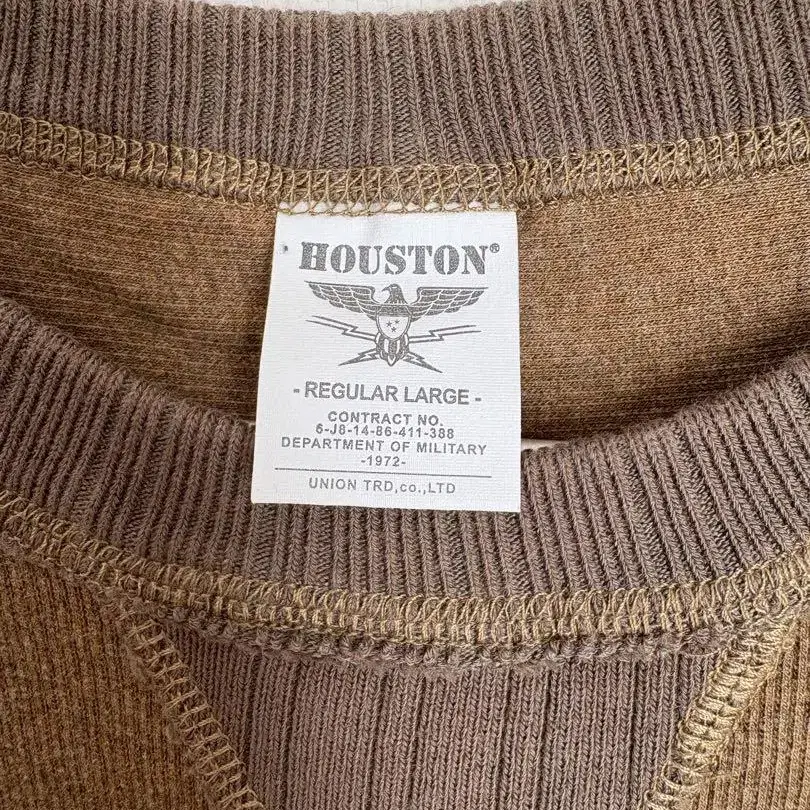 HOUSTON®
- REGULAR LARGE -
CONTRACT NO.
6-J8-14-86-411-388
DEPARTMENT OF MILITARY
-1972-
UNION TRD,co.,LTD